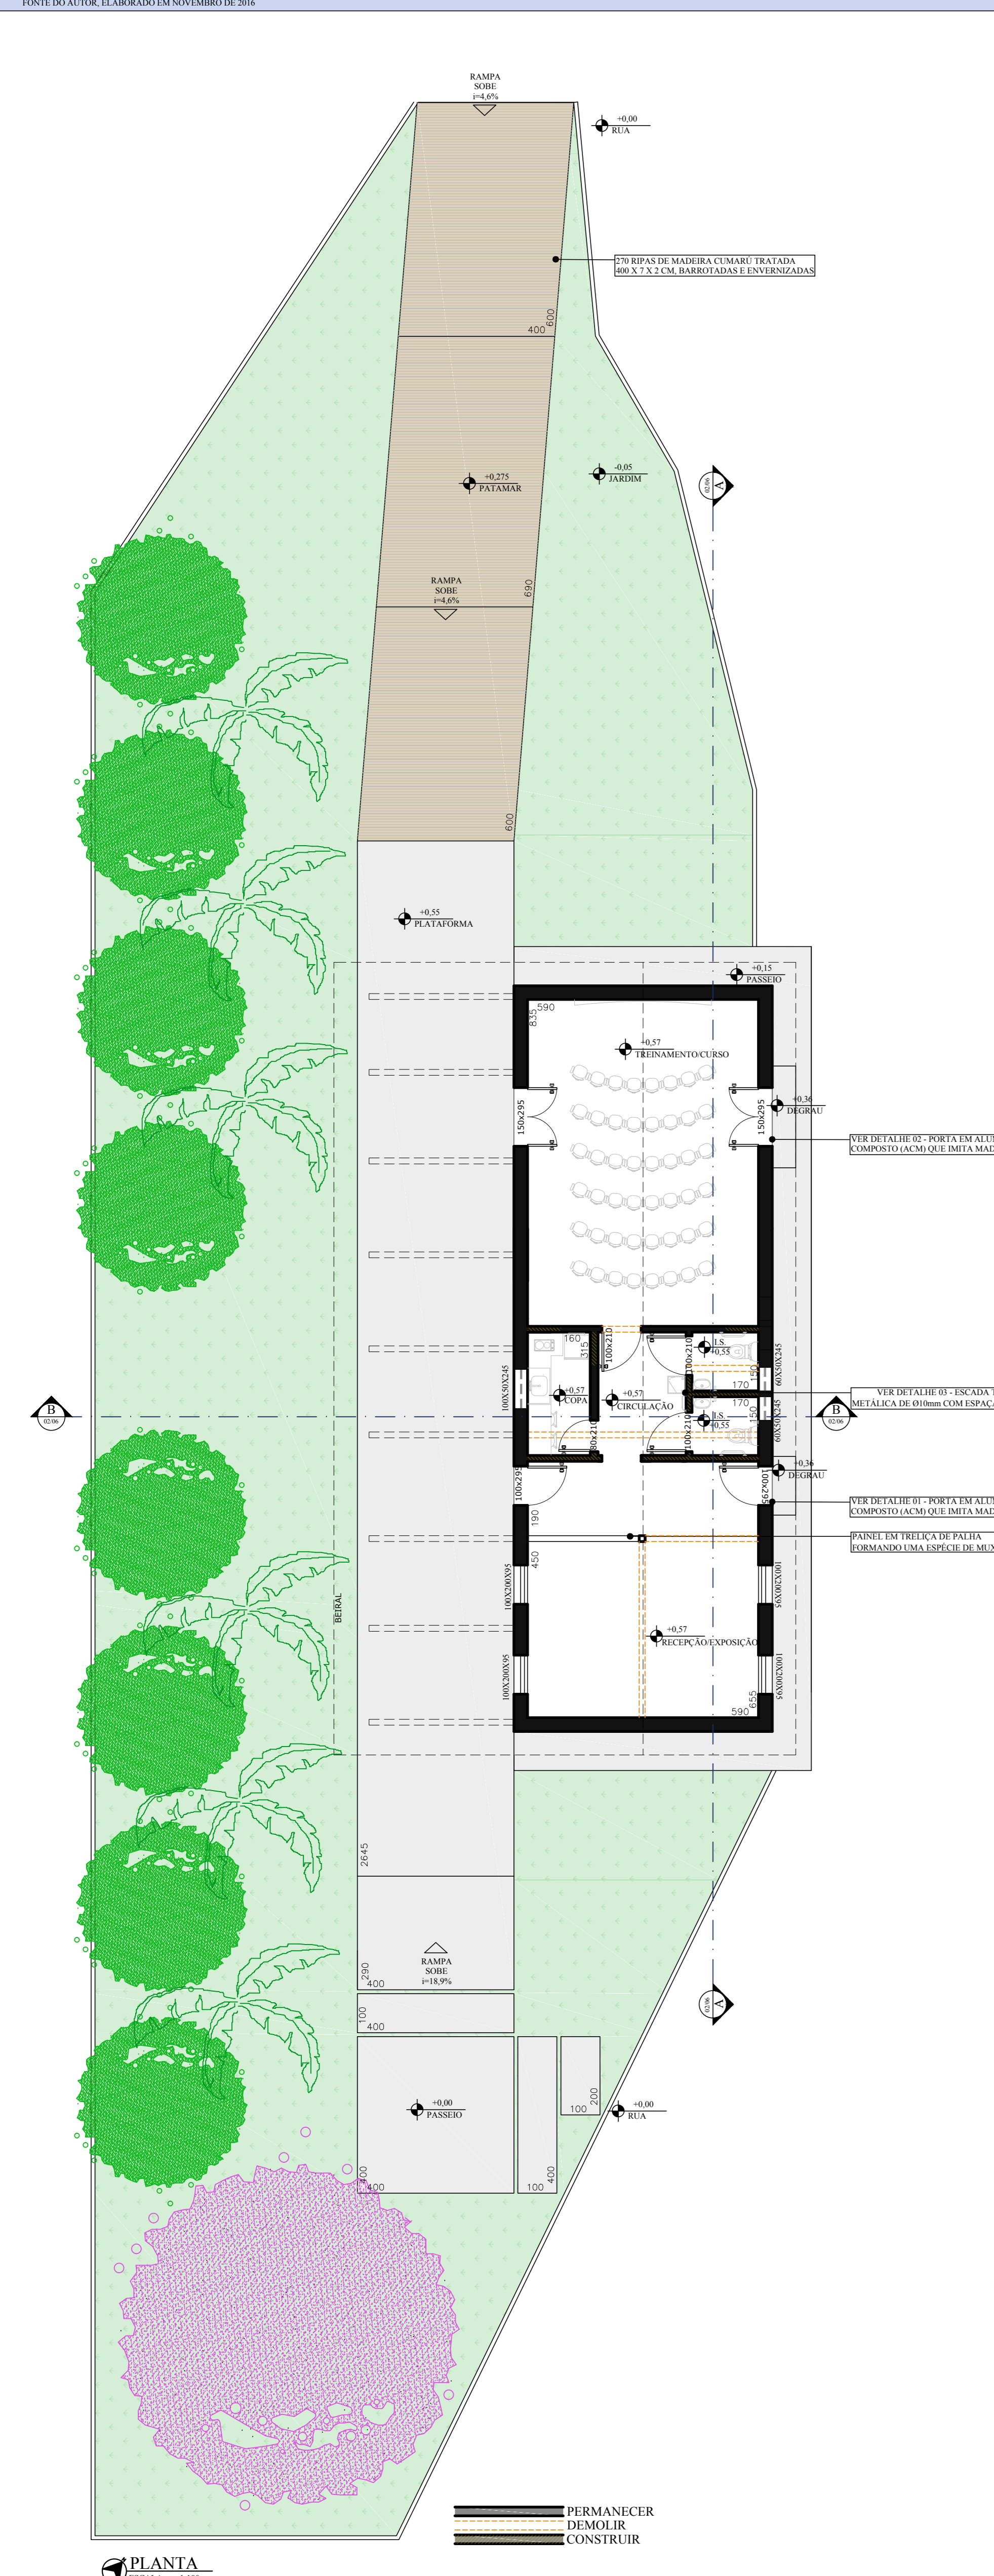 FONTE DO AUTOR, ELABORADO EM NOVEMBRO DE 2016
RAMPA
SOBE
i=4,6%
+0,00
RUA
270 RIPAS DE MADEIRA CUMARÚ TRATADA
400 X 7 X 2 CM, BARROTADAS E ENVERNIZADAS
600
400
-0,05
JARDIM
02/06
A
+0,275
PATAMAR
RAMPA
SOBE
i=4,6%
690
600
+0,55
PLATAFORMA
+0,15
PASSEIO
590
835
+0,57
TREINAMENTO/CURSO
150x295
150x295
+0,36
DEGRAU
VER DETALHE 02 - PORTA EM ALU
COMPOSTO (ACM) QUE IMITA MAD
160
315
100x210
100x210
I.S.
+0,55
150
170
60X50X245
100X50X245
+0,57
COPA
+0,57
CIRCULAÇÃO
VER DETALHE 03 - ESCADA
METÁLICA DE Ø10mm COM ESPAÇ
170
150
I.S.
+0,55
60X50X245
B
02/06
B
02/06
80x210
100x210
100x295
100x295
+0,36
DEGRAU
VER DETALHE 01 - PORTA EM ALU
COMPOSTO (ACM) QUE IMITA MAD
190
450
PAINEL EM TRELIÇA DE PALHA
FORMANDO UMA ESPÉCIE DE MUX
100X200X95
100X200X95
BEIRAL
+0,57
RECEPÇÃO/EXPOSIÇÃO
100X200X95
100X200X95
655
590
2645
RAMPA
SOBE
i=18,9%
290
400
100
400
02/06
A
+0,00
PASSEIO
200
100
+0,00
RUA
400
400
400
100
PERMANECER
DEMOLIR
CONSTRUIR
PLANTA